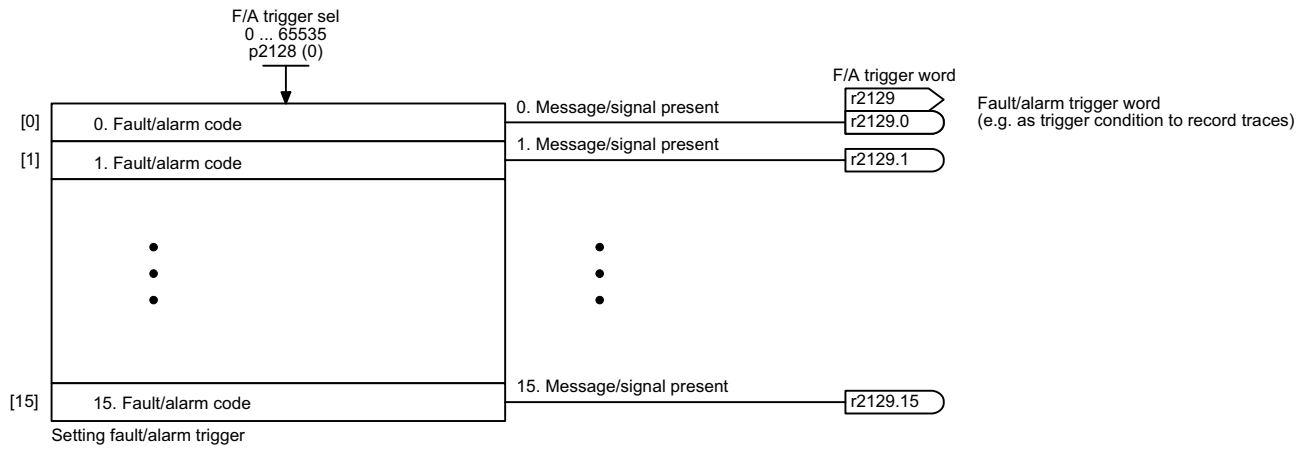 F/A trigger sel
0 ... 65535
p2128 (0)
F/A trigger word
r2129
Fault/alarm trigger word
(e.g. as trigger condition to record traces)
[0]
0. Fault/alarm code
0. Message/signal present
r2129.0
[1]
1. Fault/alarm code
1. Message/signal present
r2129.1
[15]
15. Fault/alarm code
15. Message/signal present
r2129.15
Setting fault/alarm trigger